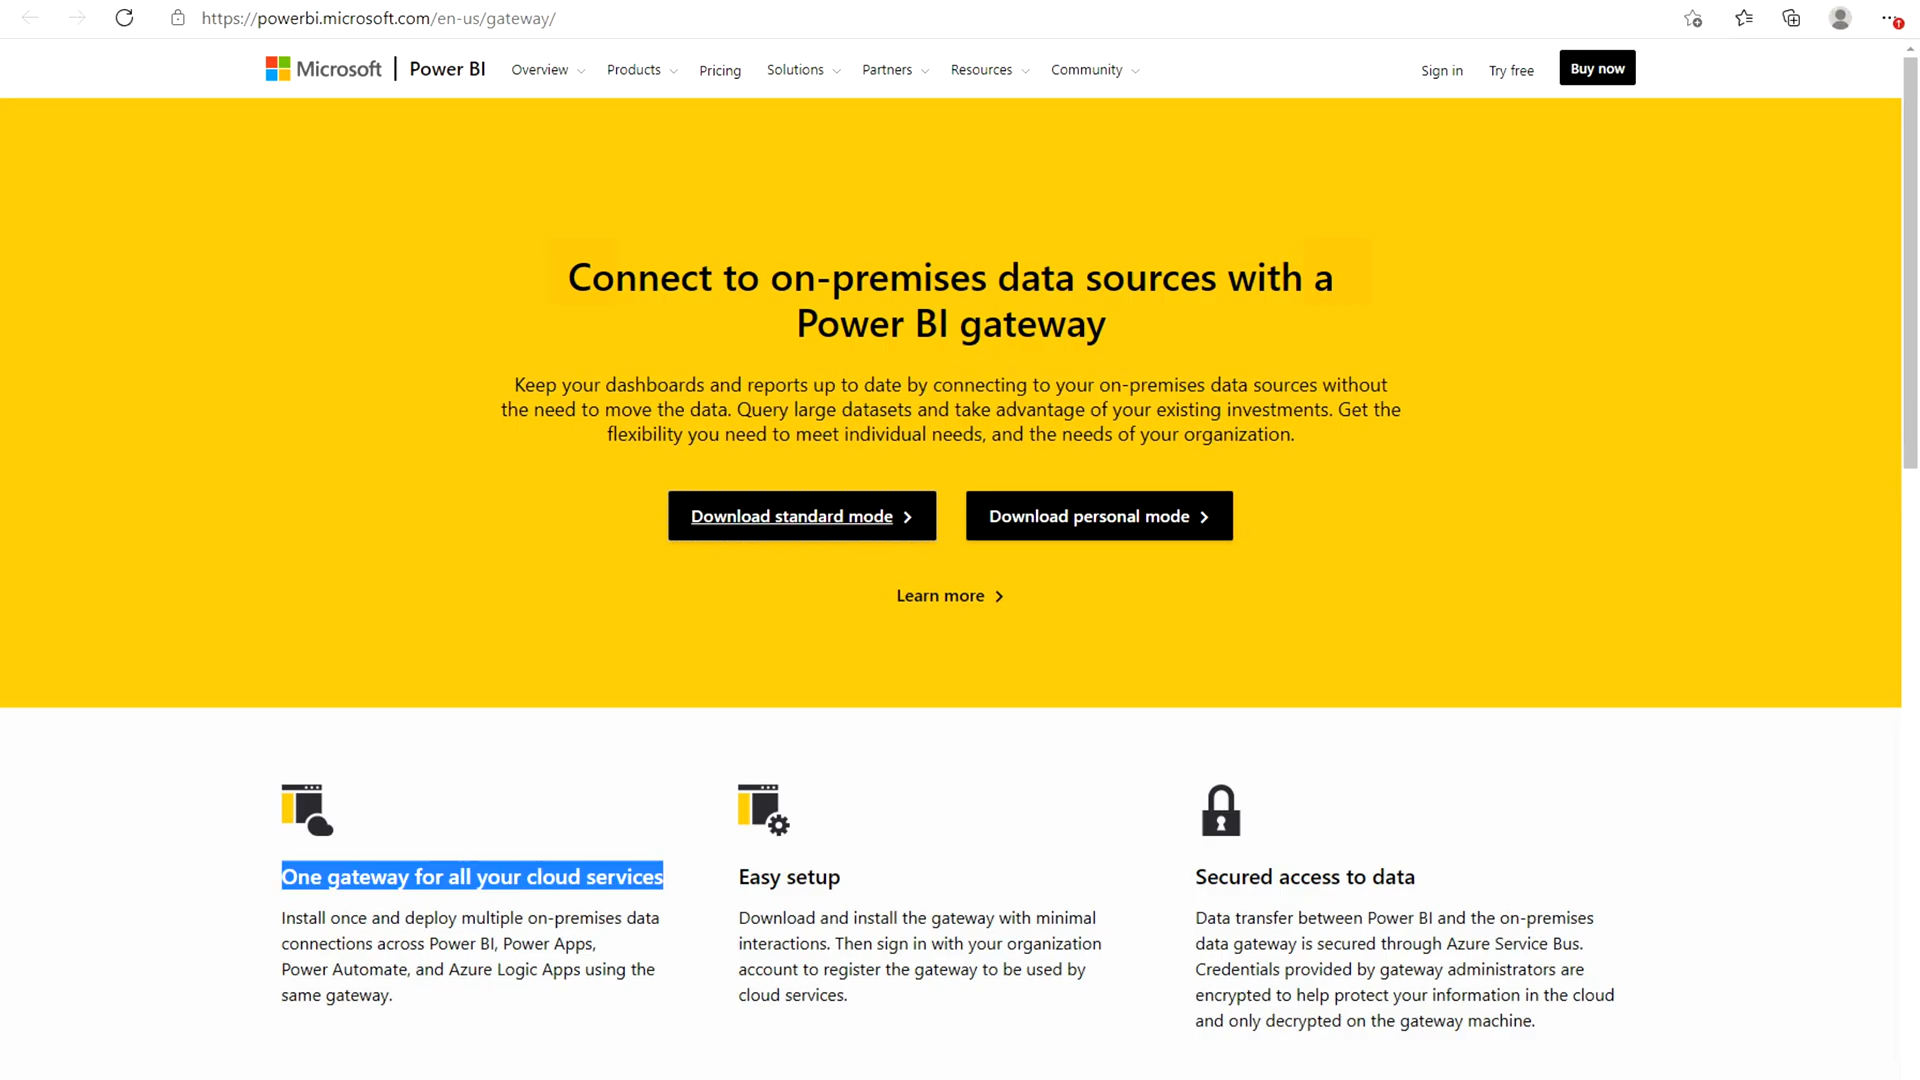 https://powerbi.microsoft.com/en-us/gateway/
Microsoft Power BI Overview Products Pricing Solutions Partners Resources Community Sign in Try free Buy now
Connect to on-premises data sources with a
Power BI gateway
Keep your dashboards and reports up to date by connecting to your on-premises data sources without
the need to move the data. Query large datasets and take advantage of your existing investments. Get the
flexibility you need to meet individual needs, and the needs of your organization.
Download standard mode Download personal mode
Learn more
One gateway for all your cloud services
Install once and deploy multiple on-premises data
connections across Power BI, Power Apps,
Power Automate, and Azure Logic Apps using the
same gateway.
Easy setup
Download and install the gateway with minimal
interactions. Then sign in with your organization
account to register the gateway to be used by
cloud services.
Secured access to data
Data transfer between Power BI and the on-premises
data gateway is secured through Azure Service Bus.
Credentials provided by gateway administrators are
encrypted to help protect your information in the cloud
and only decrypted on the gateway machine.